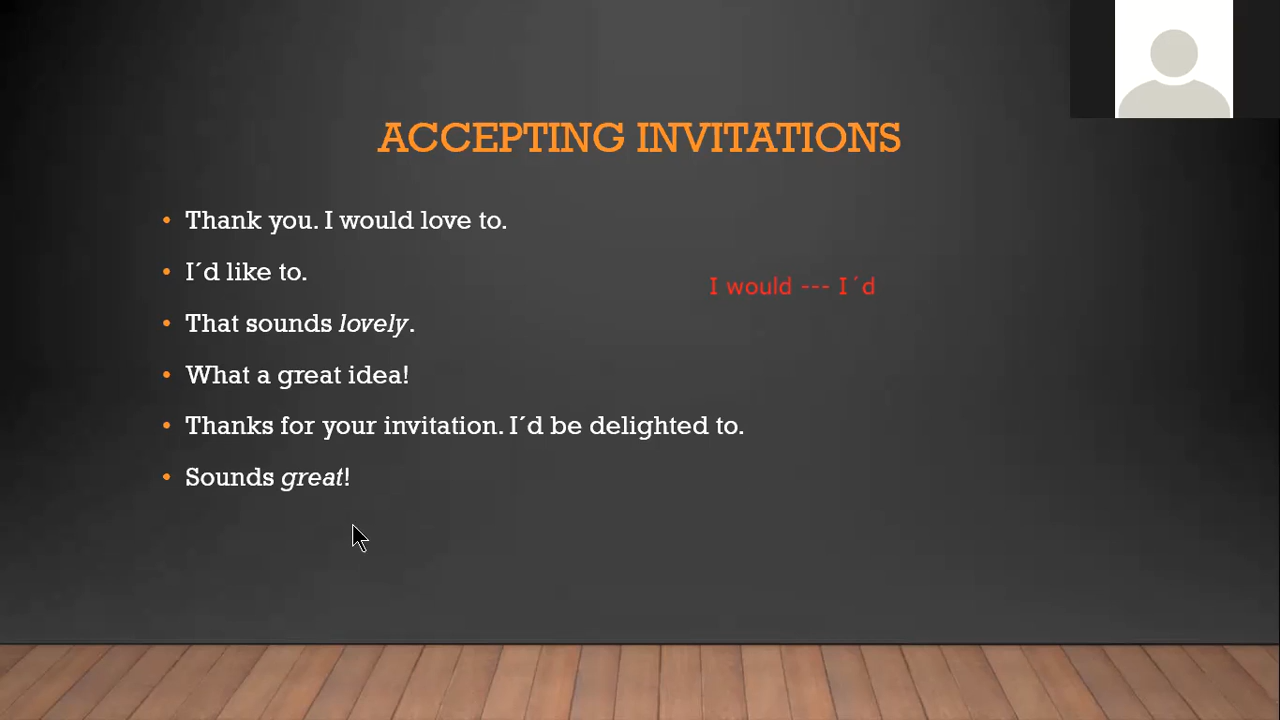 ACCEPTING INVITATIONS
• Thank you. I would love to.
• I´d like to.
I would --- I´d
• That sounds lovely.
• What a great idea!
• Thanks for your invitation. I´d be delighted to.
• Sounds great!